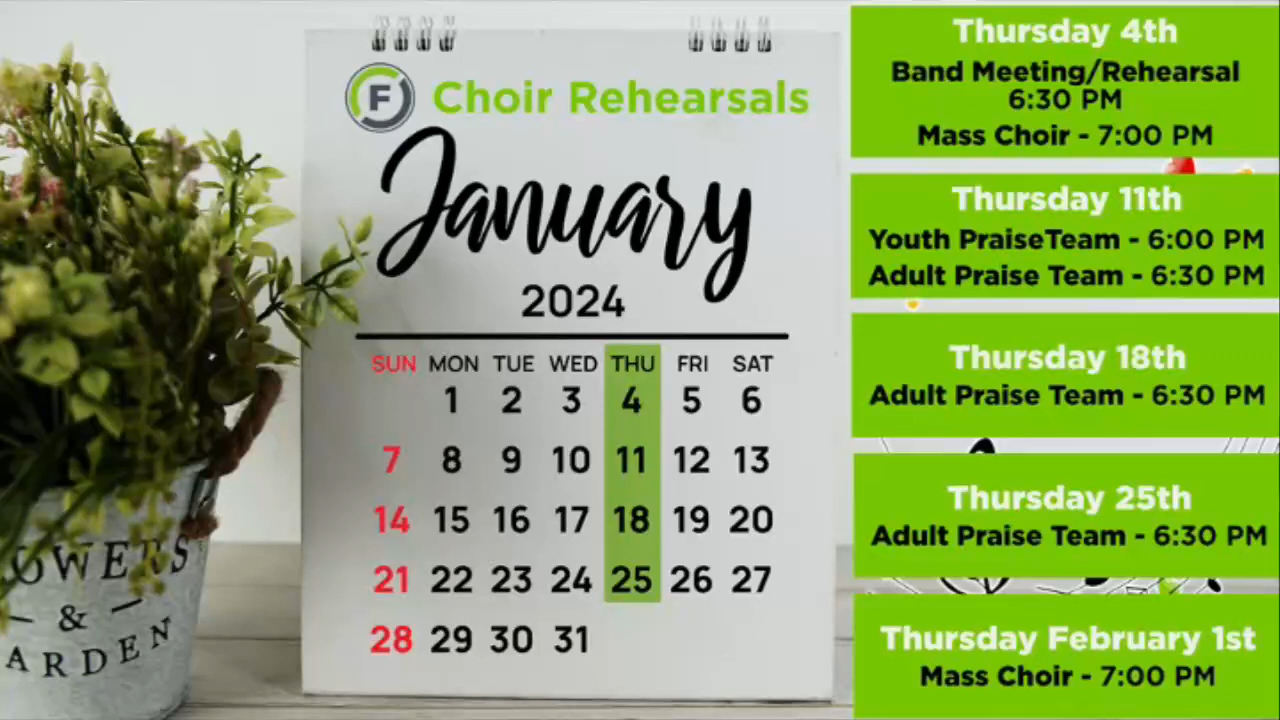 F Choir Rehearsals
January
2024
SUN MON TUE WED THU FRI SAT
1 2 3 4 5 6
7 8 9 10 11 12 13
14 15 16 17 18 19 20
21 22 23 24 25 26 27
28 29 30 31
Thursday 4th
Band Meeting/Rehearsal
6:30 PM
Mass Choir - 7:00 PM
Thursday 11th
Youth PraiseTeam - 6:00 PM
Adult Praise Team - 6:30 PM
Thursday 18th
Adult Praise Team - 6:30 PM
Thursday 25th
Adult Praise Team - 6:30 PM
Thursday February 1st
Mass Choir - 7:00 PM
OWERS
&
ARDEN